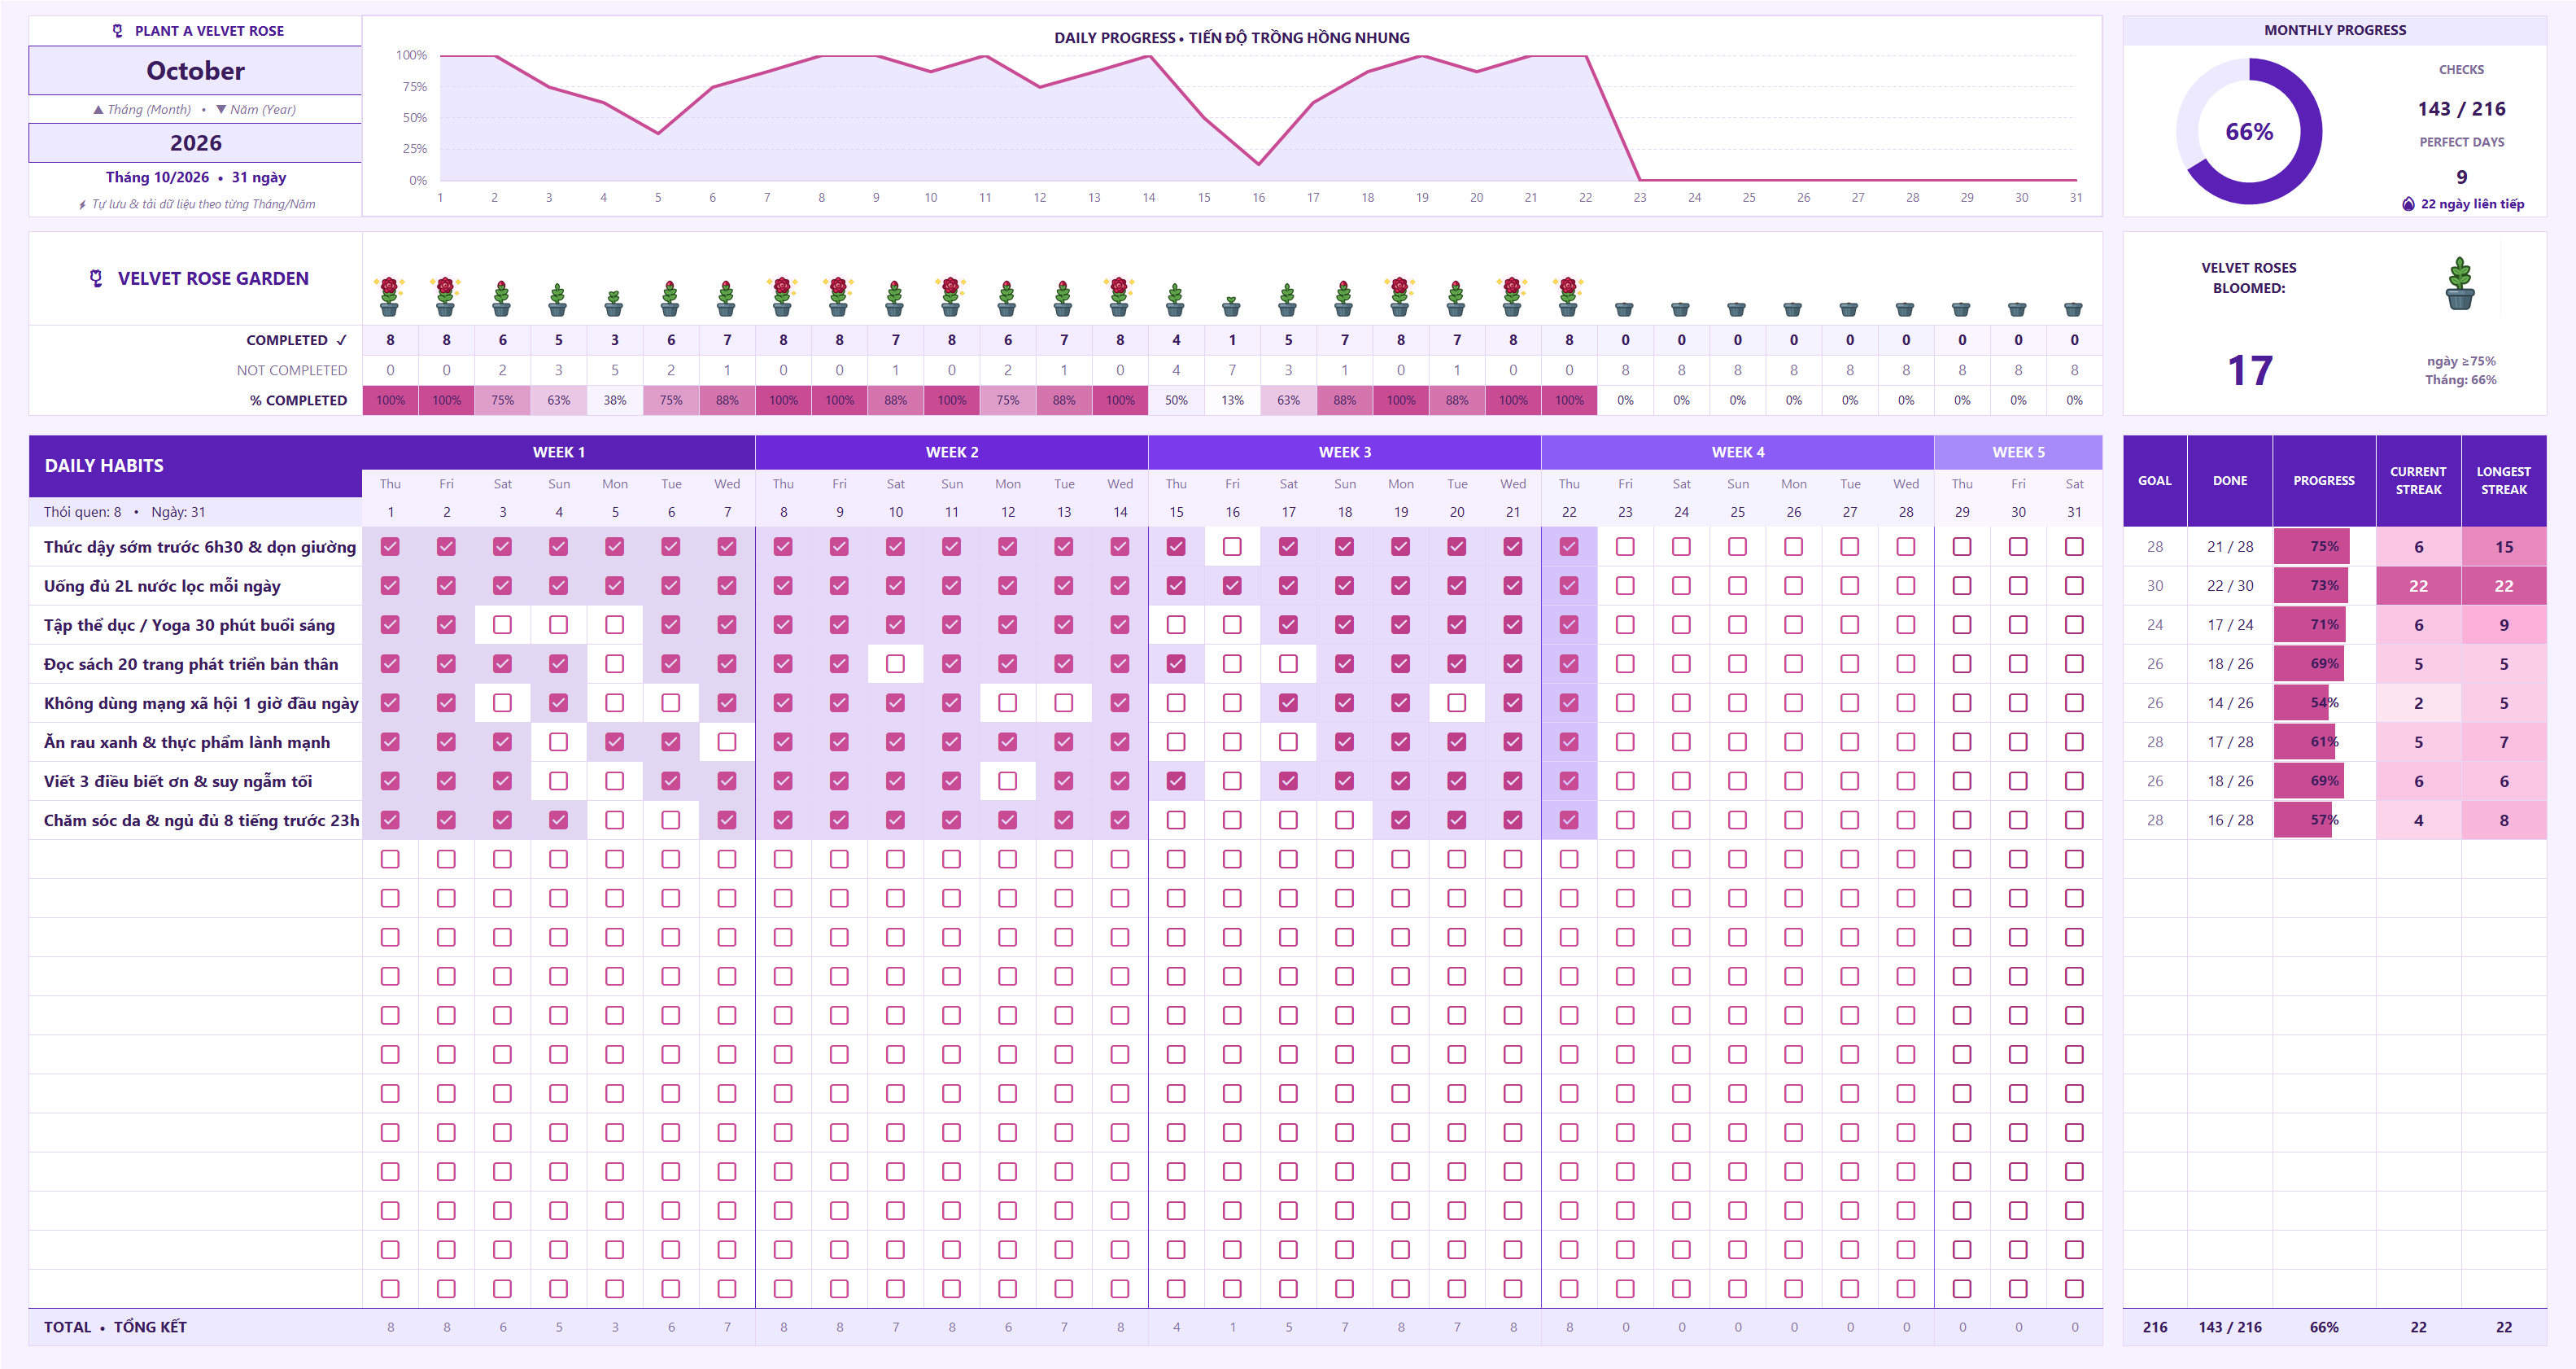 PLANT A VELVET ROSE
October
▲ Tháng (Month) • ▼ Năm (Year)
2026
Tháng 10/2026 • 31 ngày
Tự lưu & tải dữ liệu theo từng Tháng/Năm
DAILY PROGRESS • TIẾN ĐỘ TRỒNG HỒNG NHUNG
100%
75%
50%
25%
0%
1 2 3 4 5 6 7 8 9 10 11 12 13 14 15 16 17 18 19 20 21 22 23 24 25 26 27 28 29 30 31
MONTHLY PROGRESS
66%
CHECKS
143 / 216
PERFECT DAYS
9
22 ngày liên tiếp
VELVET ROSE GARDEN
COMPLETED ✓ 8 8 6 5 3 6 7 8 8 7 8 6 7 8 4 1 5 7 8 7 8 8 0 0 0 0 0 0 0 0 0
NOT COMPLETED 0 0 2 3 5 2 1 0 0 1 0 2 1 0 4 7 3 1 0 1 0 0 8 8 8 8 8 8 8 8 8
% COMPLETED 100% 100% 75% 63% 38% 75% 88% 100% 100% 88% 100% 75% 88% 100% 50% 13% 63% 88% 100% 88% 100% 100% 0% 0% 0% 0% 0% 0% 0% 0% 0%
VELVET ROSES
BLOOMED:
17
ngày ≥75%
Tháng: 66%
DAILY HABITS
WEEK 1 WEEK 2 WEEK 3 WEEK 4 WEEK 5
Thu Fri Sat Sun Mon Tue Wed Thu Fri Sat Sun Mon Tue Wed Thu Fri Sat Sun Mon Tue Wed Thu Fri Sat Sun Mon Tue Wed Thu Fri Sat
Thói quen: 8 • Ngày: 31 1 2 3 4 5 6 7 8 9 10 11 12 13 14 15 16 17 18 19 20 21 22 23 24 25 26 27 28 29 30 31
GOAL DONE PROGRESS CURRENT STREAK LONGEST STREAK
Thức dậy sớm trước 6h30 & dọn giường 28 21 / 28 75% 6 15
Uống đủ 2L nước lọc mỗi ngày 30 22 / 30 73% 22 22
Tập thể dục / Yoga 30 phút buổi sáng 24 17 / 24 71% 6 9
Đọc sách 20 trang phát triển bản thân 26 18 / 26 69% 5 5
Không dùng mạng xã hội 1 giờ đầu ngày 26 14 / 26 54% 2 5
Ăn rau xanh & thực phẩm lành mạnh 28 17 / 28 61% 5 7
Viết 3 điều biết ơn & suy ngẫm tối 26 18 / 26 69% 6 6
Chăm sóc da & ngủ đủ 8 tiếng trước 23h 28 16 / 28 57% 4 8
TOTAL • TỔNG KẾT 8 8 6 5 3 6 7 8 8 7 8 6 7 8 4 1 5 7 8 7 8 8 0 0 0 0 0 0 0 0 0 216 143 / 216 66% 22 22